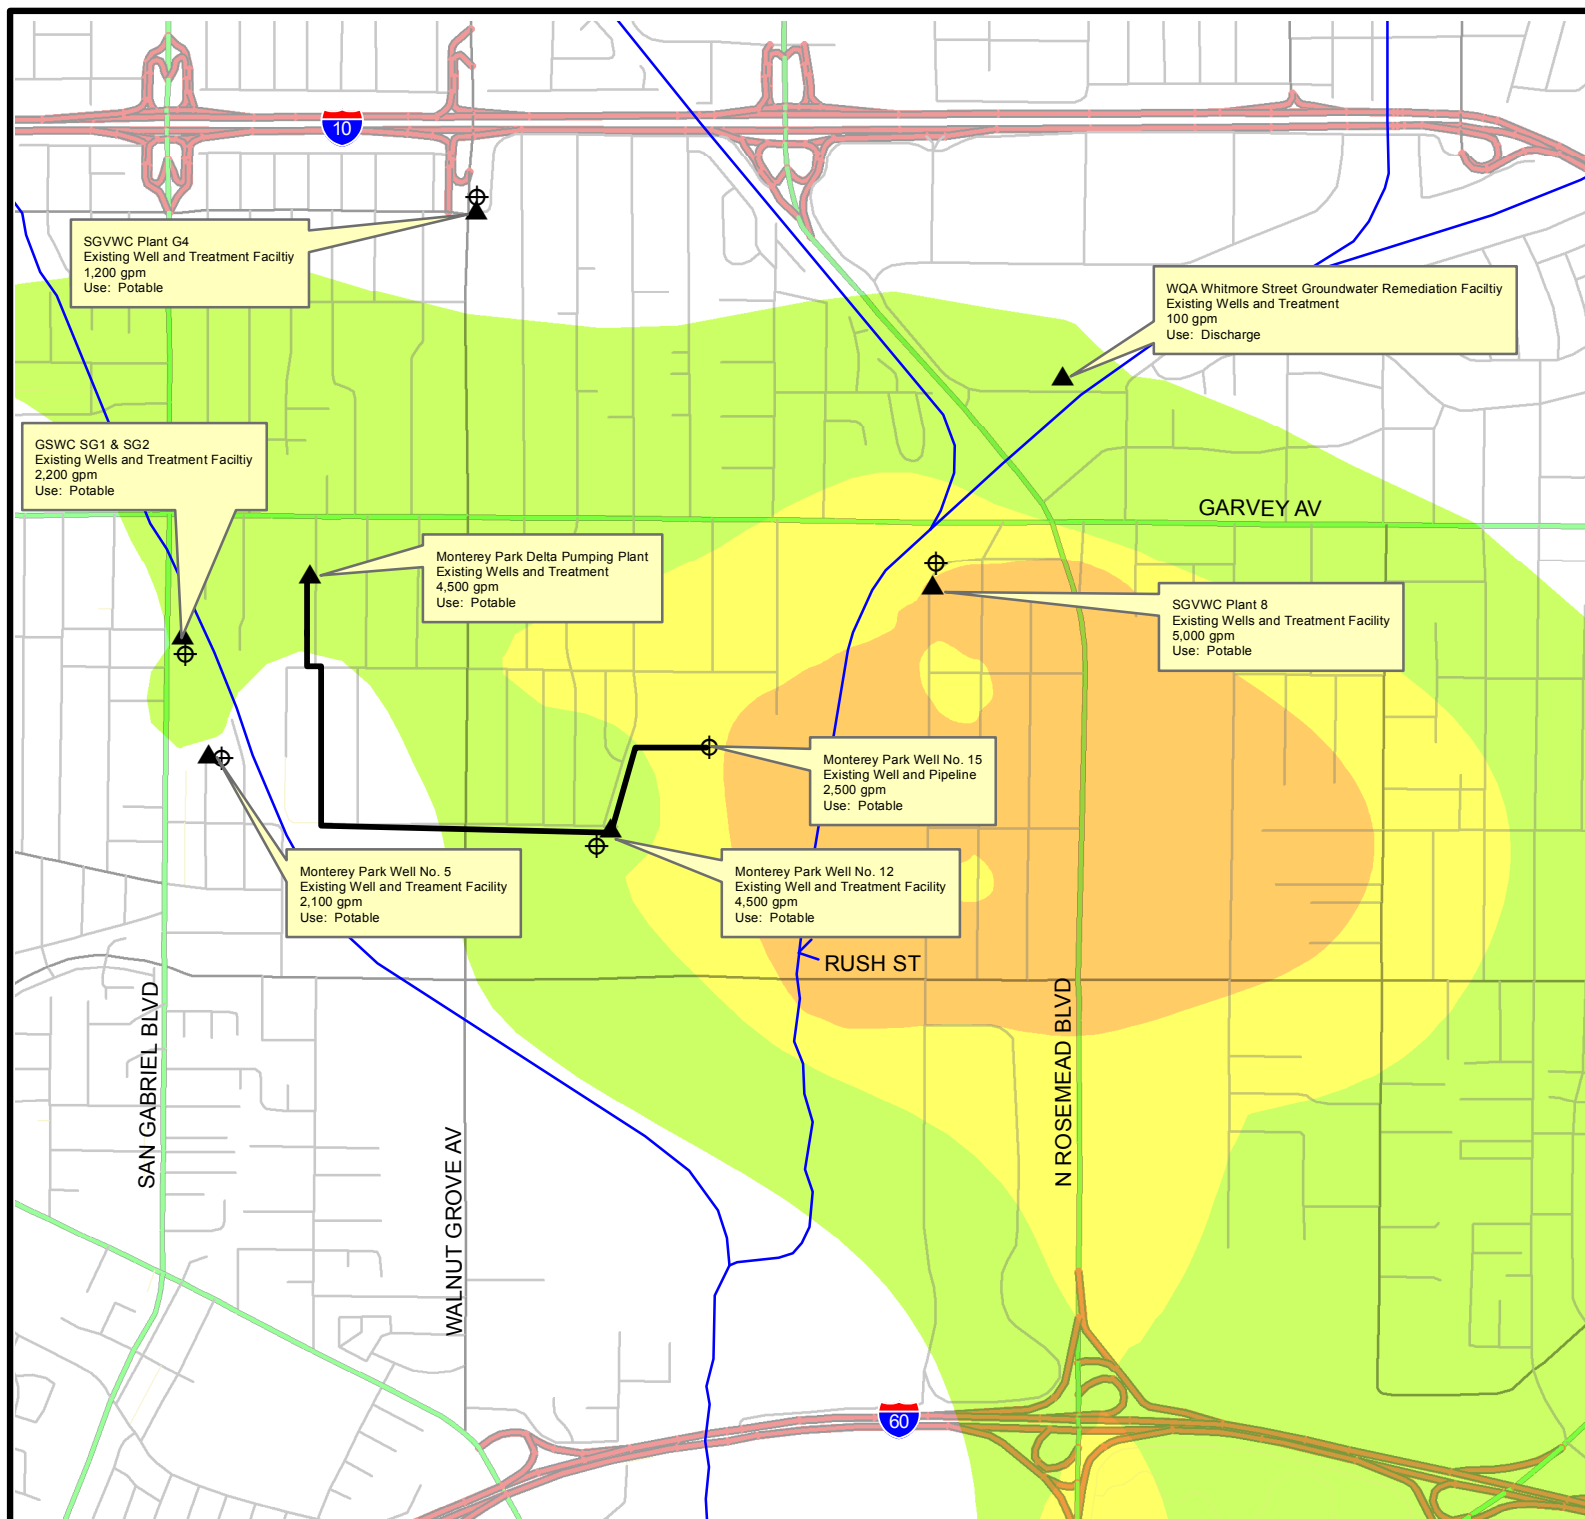 10
SGVWC Plant G4
Existing Well and Treatment Faciltiy
1,200 gpm
Use: Potable
WQA Whitmore Street Groundwater Remediation Faciltiy
Existing Wells and Treatment
100 gpm
Use: Discharge
GSWC SG1 & SG2
Existing Wells and Treatment Faciltiy
2,200 gpm
Use: Potable
GARVEY AV
Monterey Park Delta Pumping Plant
Existing Wells and Treatment
4,500 gpm
Use: Potable
SGVWC Plant 8
Existing Wells and Treatment Facility
5,000 gpm
Use: Potable
Monterey Park Well No. 15
Existing Well and Pipeline
2,500 gpm
Use: Potable
Monterey Park Well No. 5
Existing Well and Treament Facility
2,100 gpm
Use: Potable
Monterey Park Well No. 12
Existing Well and Treatment Facility
4,500 gpm
Use: Potable
RUSH ST
SAN GABRIEL BLVD
WALNUT GROVE AV
N ROSEMEAD BLVD
60